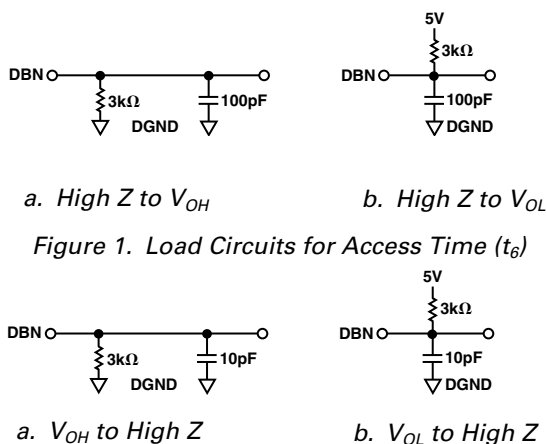 5V
3kΩ
DBN
DBN
3kΩ
100pF
100pF
DGND
DGND
a. High Z to VOH
b. High Z to VOL
Figure 1. Load Circuits for Access Time (t6)
5V
3kΩ
DBN
DBN
3kΩ
10pF
10pF
DGND
DGND
a. VOH to High Z
b. VOL to High Z